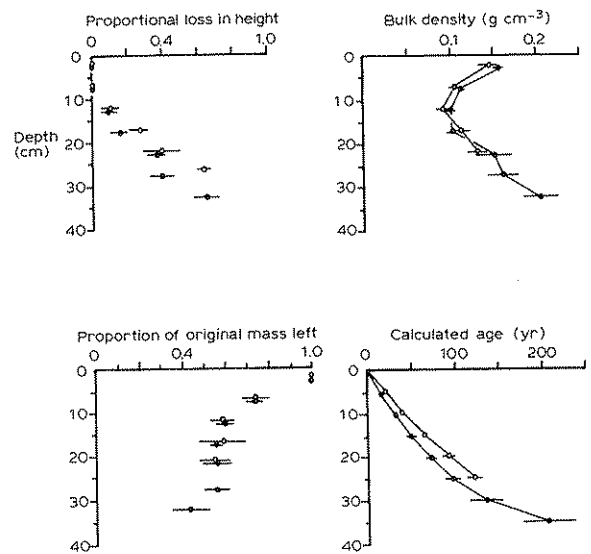 Proportional loss in height
0 0.4 1.0
0
10
20
30
40
Depth
(cm)
Bulk density (g cm⁻³)
0.1 0.2
0
10
20
30
40
Proportion of original mass left
0 0.4 1.0
0
10
20
30
40
Calculated age (yr)
0 100 200
0
10
20
30
40